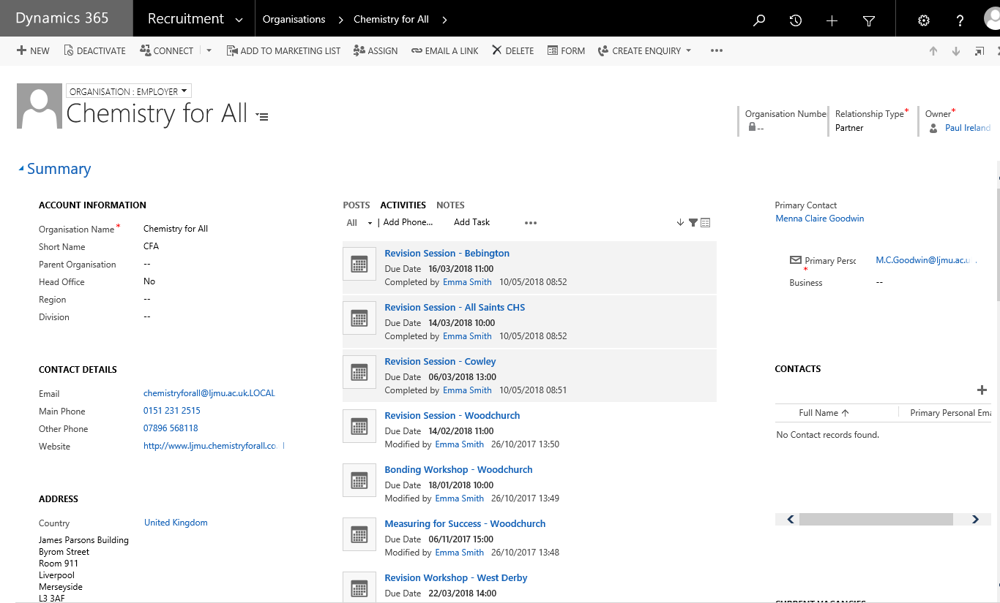 Dynamics 365 Recruitment Organisations Chemistry for All ?
NEW DEACTIVATE CONNECT ADD TO MARKETING LIST ASSIGN EMAIL A LINK DELETE FORM CREATE ENQUIRY •••
ORGANISATION : EMPLOYER
Chemistry for All
Organisation Numbe
--
Relationship Type*
Partner
Owner*
Paul Ireland
Summary
ACCOUNT INFORMATION
Organisation Name* Chemistry for All
Short Name CFA
Parent Organisation --
Head Office No
Region --
Division --
CONTACT DETAILS
Email chemistryforall@ljmu.ac.uk.LOCAL
Main Phone 0151 231 2515
Other Phone 07896 568118
Website http://www.ljmu.chemistryforall.co.
ADDRESS
Country United Kingdom
James Parsons Building
Byrom Street
Room 911
Liverpool
Merseyside
L3 3AF
POSTS ACTIVITIES NOTES
All | Add Phone... Add Task •••
Revision Session - Bebington
Due Date 16/03/2018 11:00
Completed by Emma Smith 10/05/2018 08:52
Revision Session - All Saints CHS
Due Date 14/03/2018 10:00
Completed by Emma Smith 10/05/2018 08:52
Revision Session - Cowley
Due Date 06/03/2018 13:00
Completed by Emma Smith 10/05/2018 08:51
Revision Session - Woodchurch
Due Date 14/02/2018 11:00
Modified by Emma Smith 26/10/2017 13:50
Bonding Workshop - Woodchurch
Due Date 18/01/2018 10:00
Modified by Emma Smith 26/10/2017 13:49
Measuring for Success - Woodchurch
Due Date 06/11/2017 15:00
Modified by Emma Smith 26/10/2017 13:48
Revision Workshop - West Derby
Due Date 22/03/2018 14:00
Primary Contact
Menna Claire Goodwin
Primary Persc M.C.Goodwin@ljmu.ac.u
*
Business --
CONTACTS
Full Name Primary Personal Ema
No Contact records found.
CURRENT VACANCIES